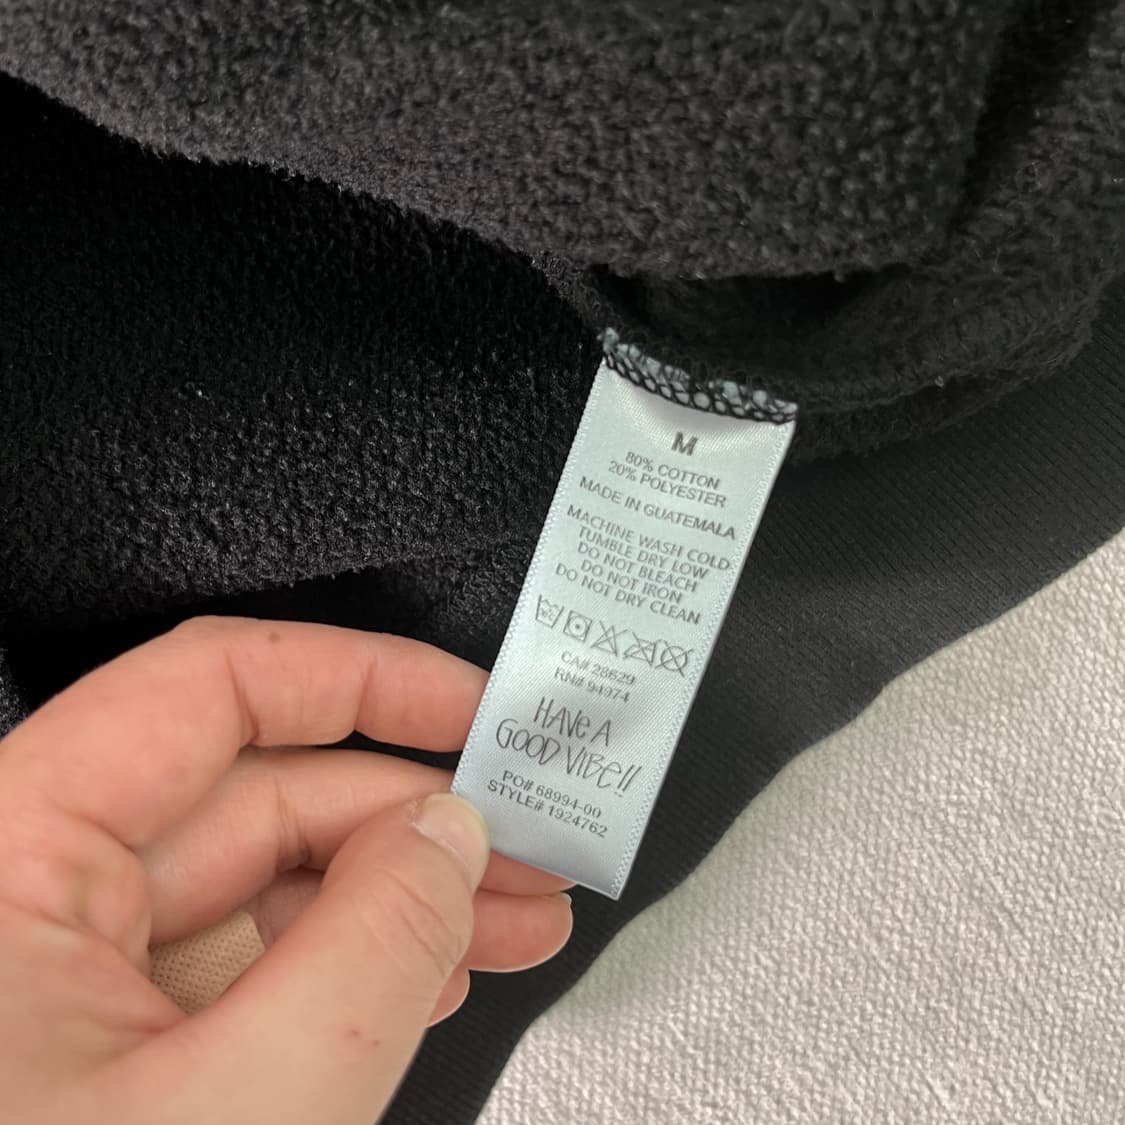 M
80% COTTON
20% POLYESTER
MADE IN GUATEMALA
MACHINE WASH COLD
TUMBLE DRY LOW
DO NOT BLEACH
DO NOT IRON
DO NOT DRY CLEAN
CA# 28629
RN# 94974
HAVE A
GOOD VIBE!!
PO# 68994-00
STYLE# 1924762